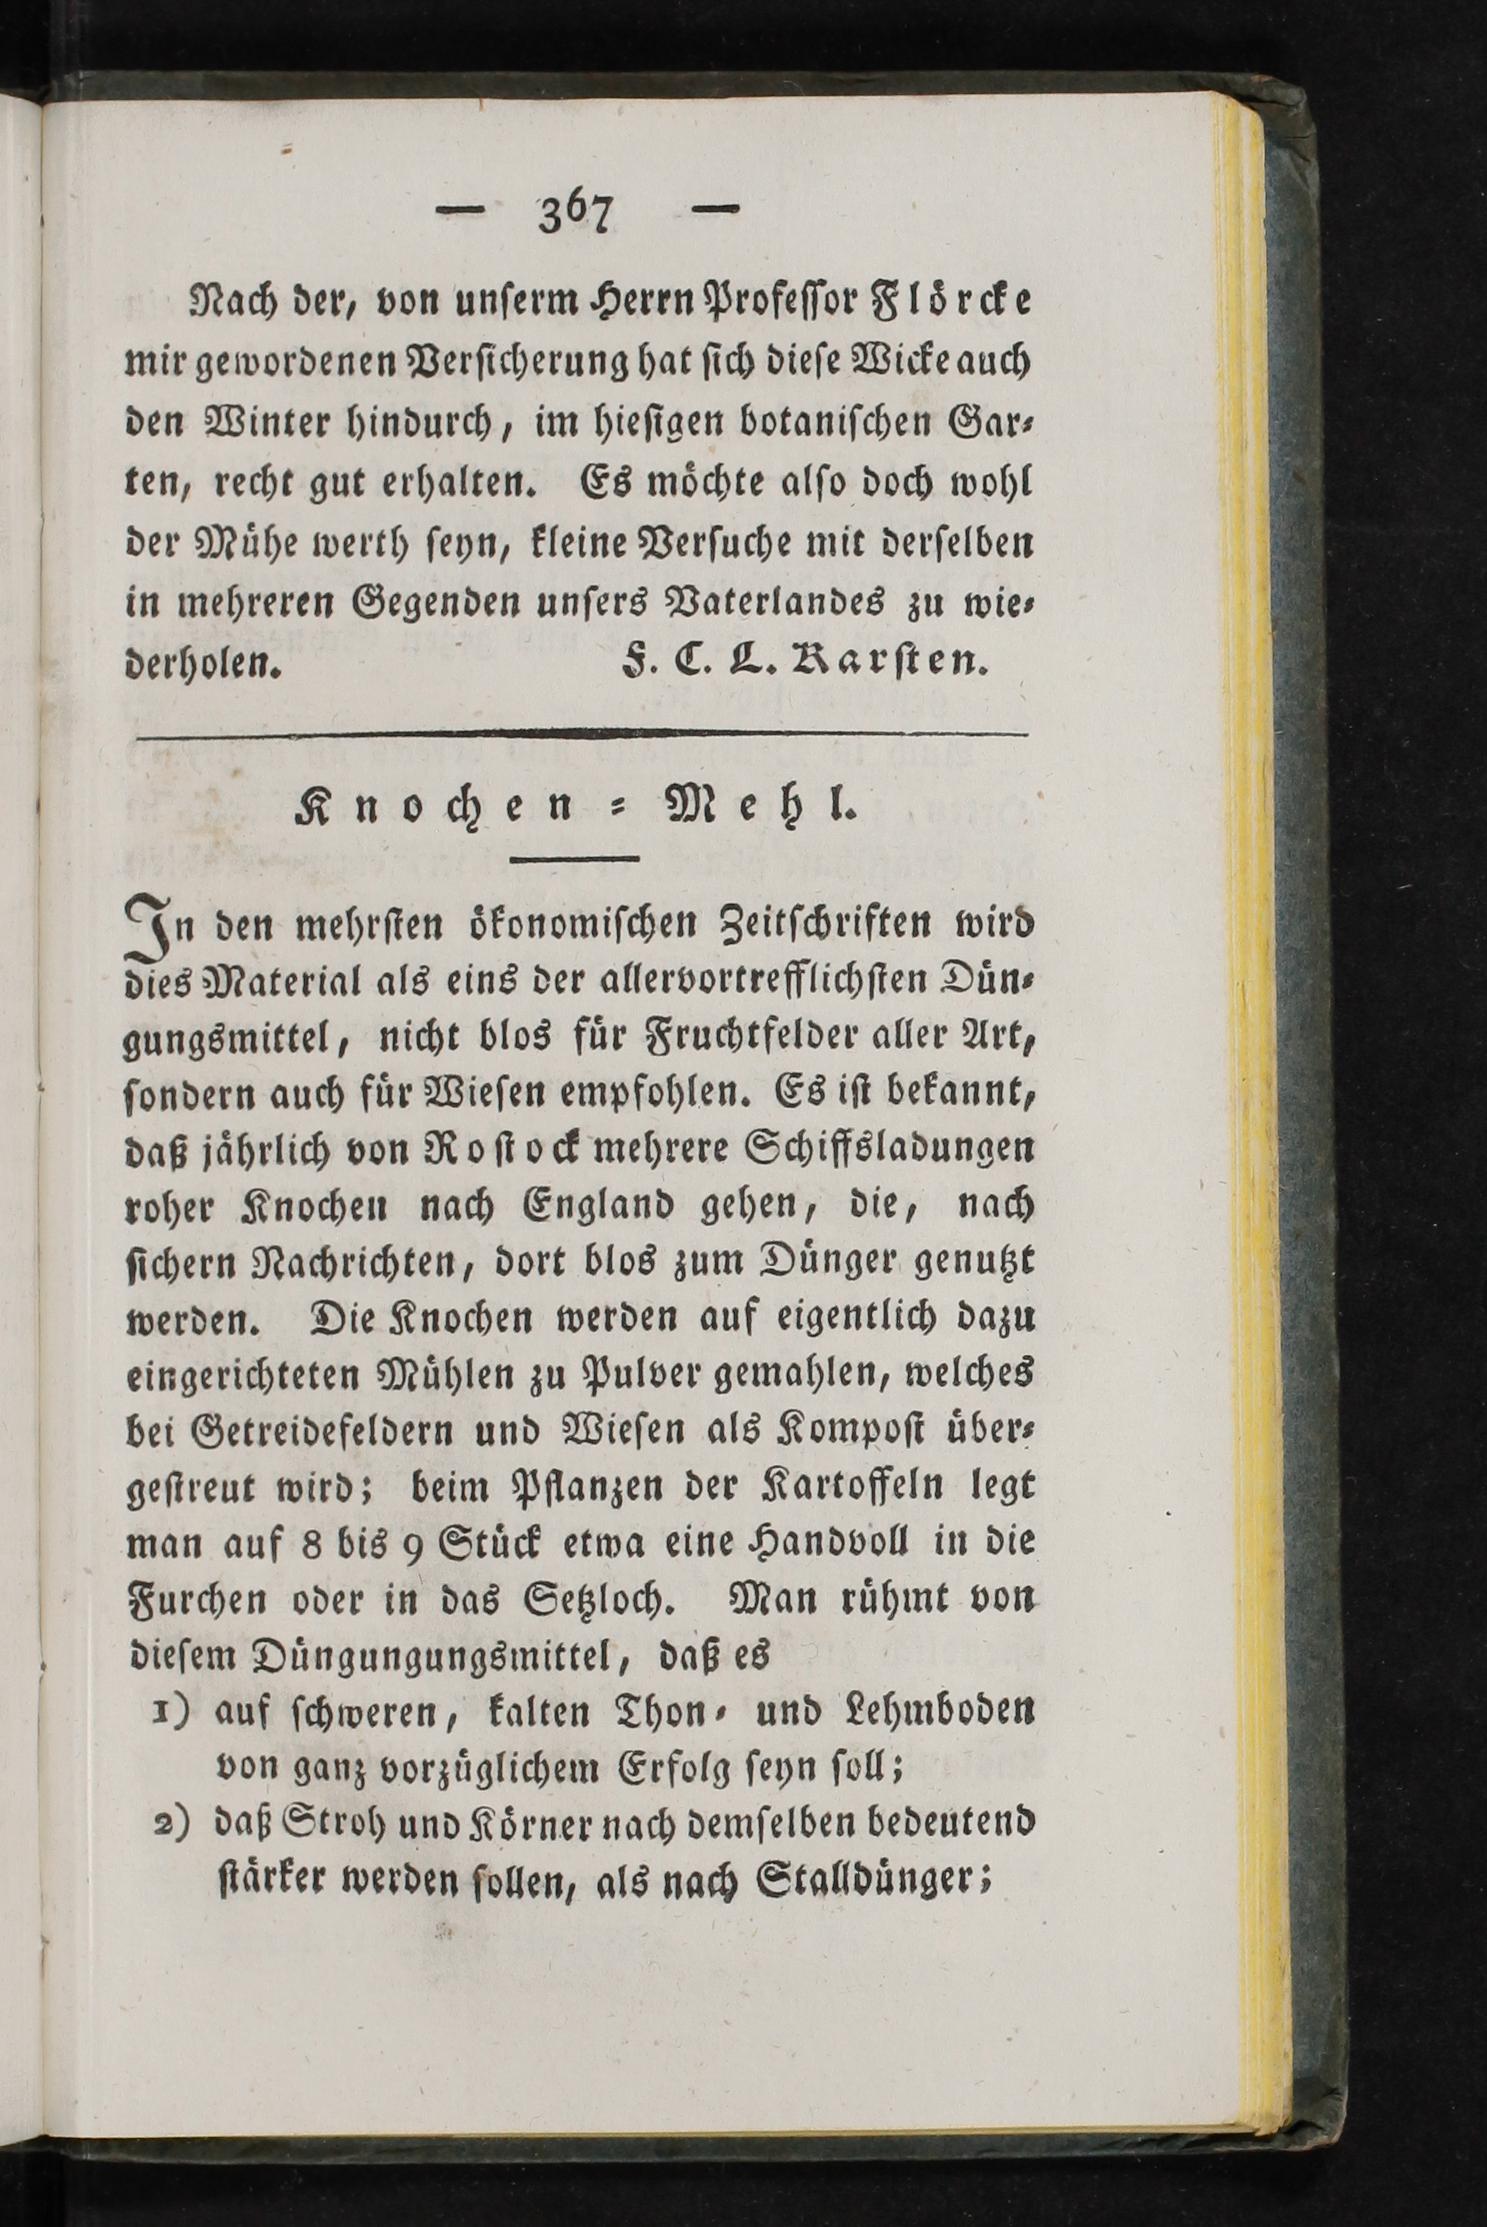 — 367 —
Nach der, von unſerm Herrn Profeſſor Flörcke
mir gewordenen Verſicherung hat ſich dieſe Wicke auch
den Winter hindurch, im hieſigen botaniſchen Gar⸗
ten, recht gut erhalten. Es möchte alſo doch wohl
der Mühe werth ſeyn, kleine Verſuche mit derſelben
in mehreren Gegenden unſers Vaterlandes zu wie⸗
derholen. F. C. L. Karſten.
Knochen⸗Mehl.
In den mehrſten ökonomiſchen Zeitſchriften wird
dies Material als eins der allervortrefflichſten Dün⸗
gungsmittel, nicht blos für Fruchtfelder aller Art,
ſondern auch für Wieſen empfohlen. Es iſt bekannt,
daß jährlich von Roſtock mehrere Schiffsladungen
roher Knochen nach England gehen, die, nach
ſichern Nachrichten, dort blos zum Dünger genutzt
werden. Die Knochen werden auf eigentlich dazu
eingerichteten Mühlen zu Pulver gemahlen, welches
bei Getreidefeldern und Wieſen als Kompoſt über⸗
geſtreut wird; beim Pflanzen der Kartoffeln legt
man auf 8 bis 9 Stück etwa eine Handvoll in die
Furchen oder in das Setzloch. Man rühmt von
dieſem Düngungungsmittel, daß es
1) auf ſchweren, kalten Thon⸗ und Lehmboden
von ganz vorzüglichem Erfolg ſeyn ſoll;
2) daß Stroh und Körner nach demſelben bedeutend
ſtärker werden ſollen, als nach Stalldünger;